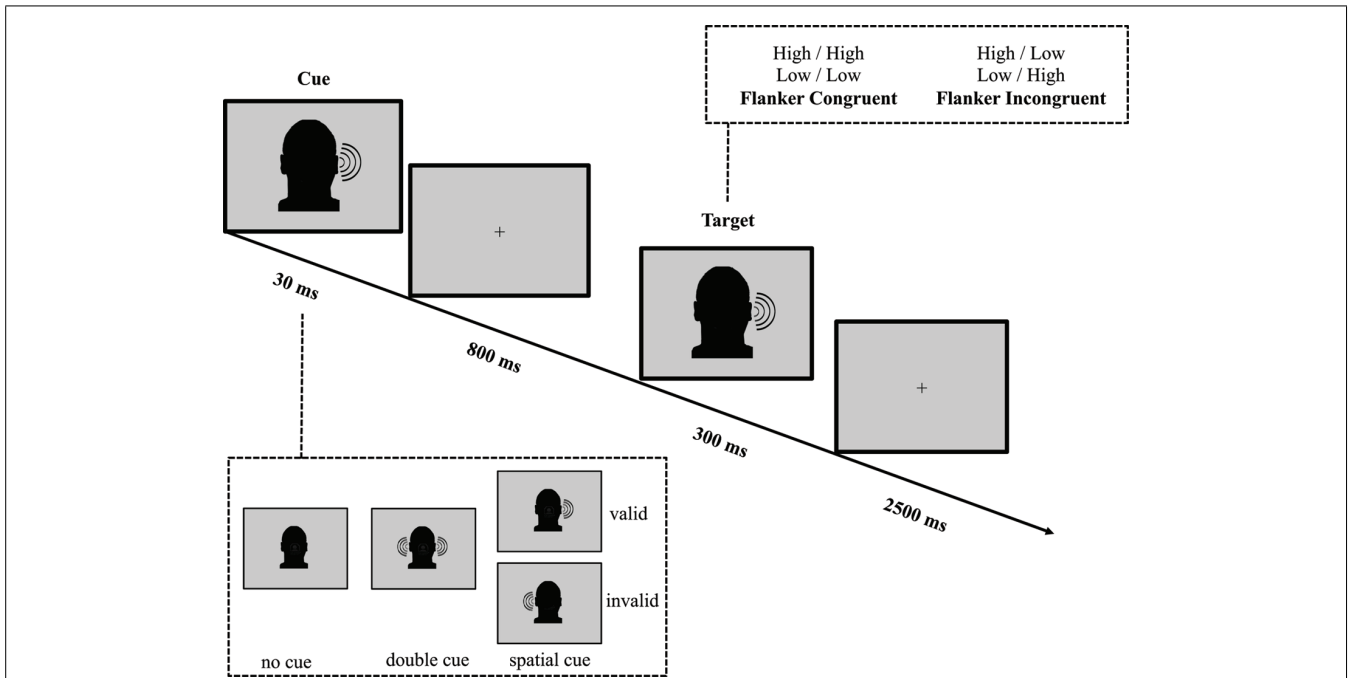 High / High
Low / Low
Flanker Congruent
High / Low
Low / High
Flanker Incongruent
Cue
Target
30 ms
800 ms
300 ms
2500 ms
valid
invalid
no cue
double cue
spatial cue